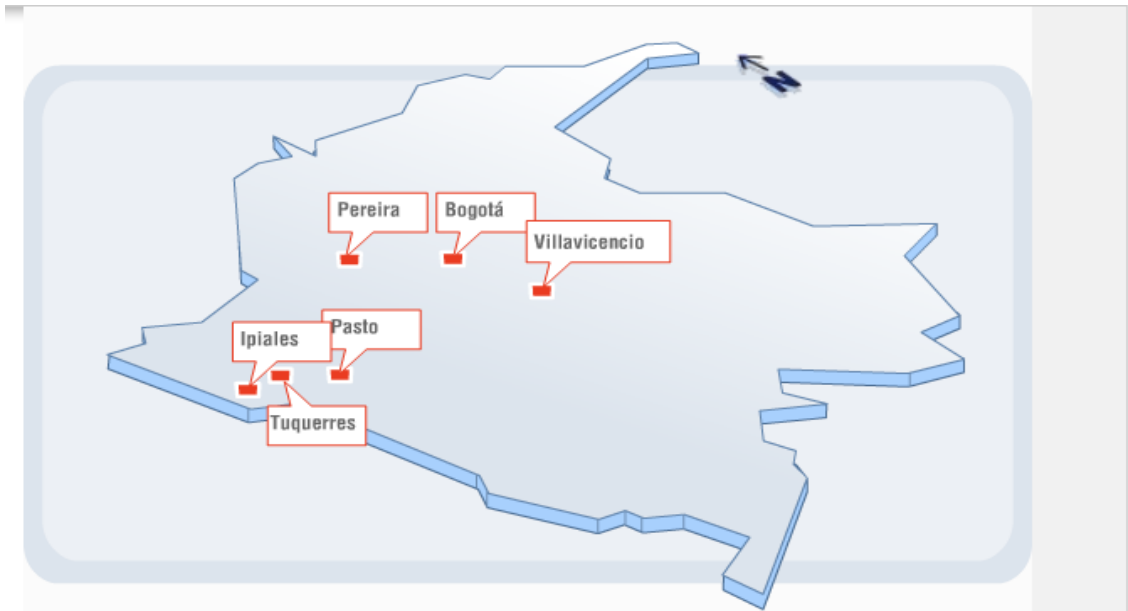 N
Pereira
Bogotá
Villavicencio
Ipiales
Pasto
Tuquerres